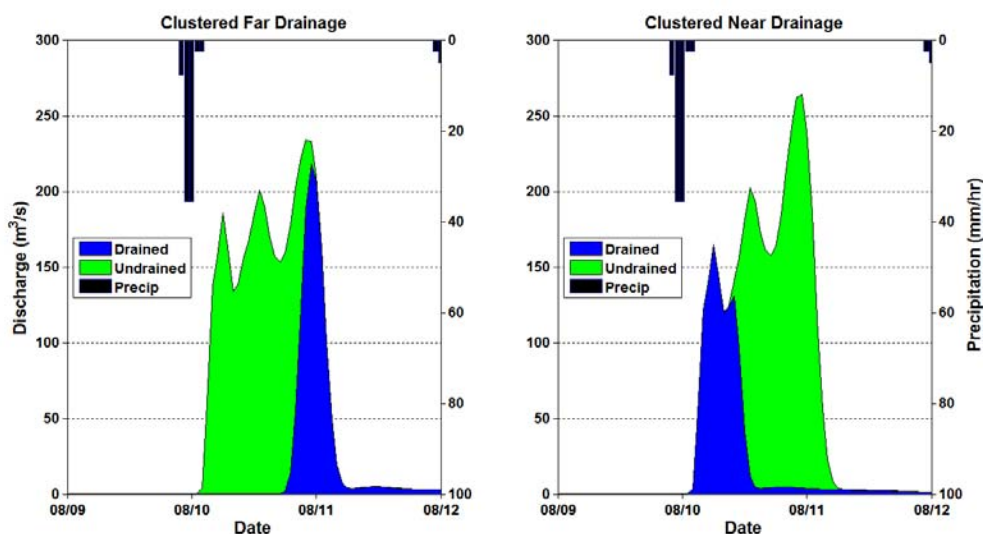 Clustered Far Drainage
300
250
200
150
100
50
0
Discharge (m³/s)
0
20
40
60
80
100
Drained
Undrained
Precip
08/09
08/10
08/11
08/12
Date
Clustered Near Drainage
300
250
200
150
100
50
0
0
20
40
60
80
100
Precipitation (mm/hr)
Drained
Undrained
Precip
08/09
08/10
08/11
08/12
Date